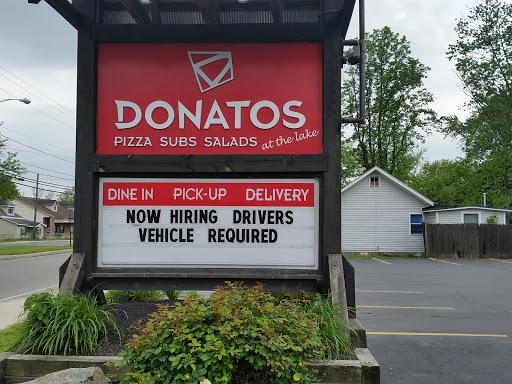 DONATOS
PIZZA SUBS SALADS at the lake
DINE IN PICK-UP DELIVERY
NOW HIRING DRIVERS
VEHICLE REQUIRED